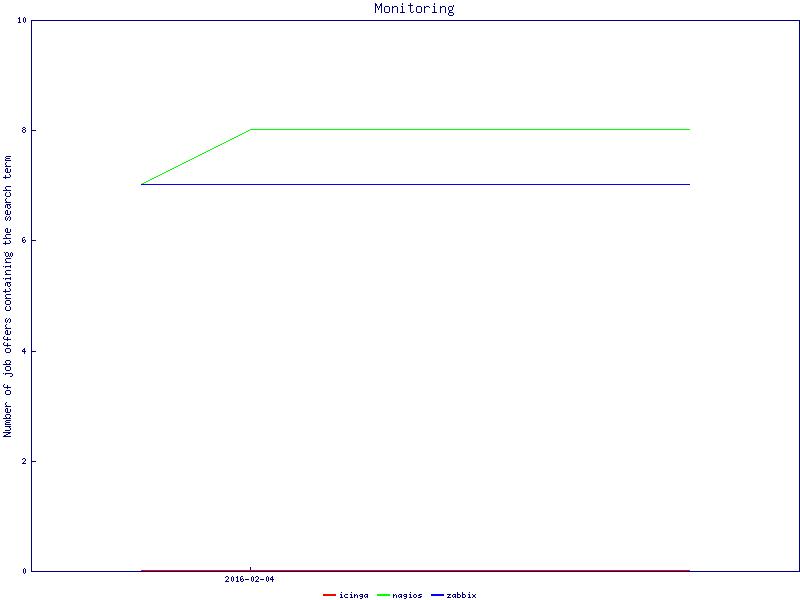 Monitoring
Number of job offers containing the search term
10
8
6
4
2
0
2016-02-04
icinga nagios zabbix